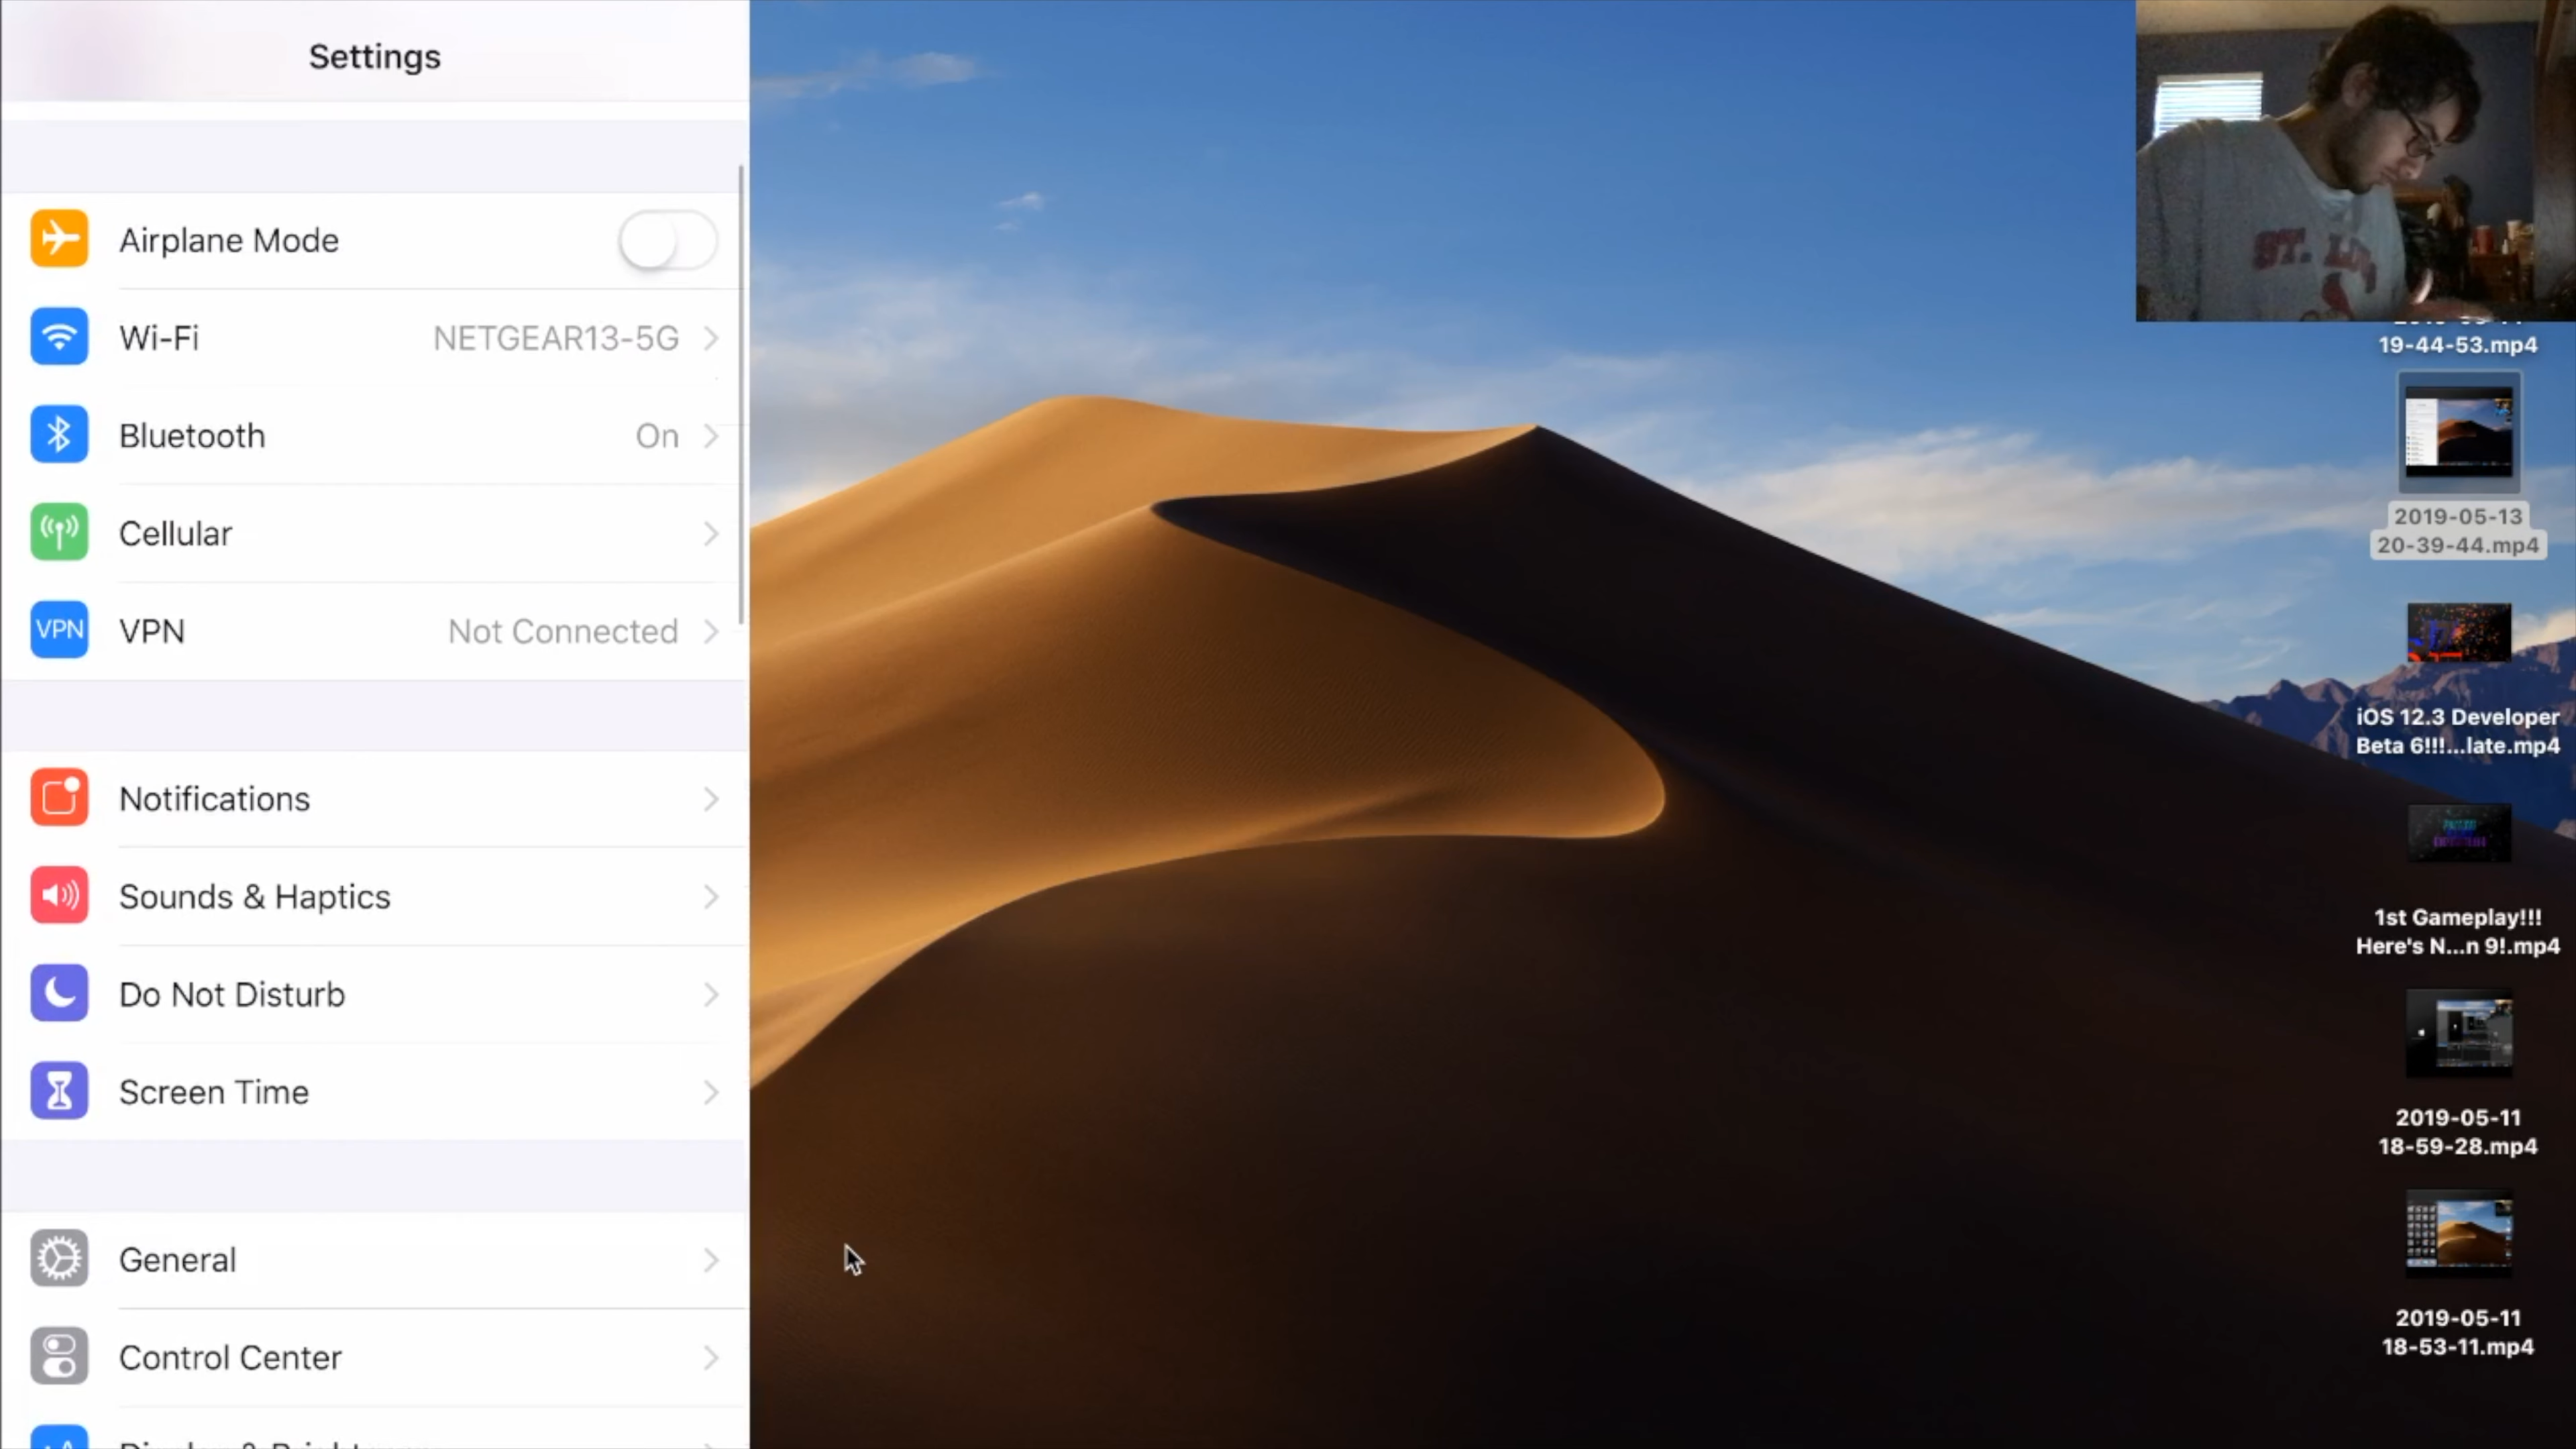 Settings
Airplane Mode
Wi-Fi NETGEAR13-5G
Bluetooth On
Cellular
VPN VPN Not Connected
Notifications
Sounds & Haptics
Do Not Disturb
Screen Time
General
Control Center
ST.
19-44-53.mp4
2019-05-13
20-39-44.mp4
iOS 12.3 Developer
Beta 6!!!...late.mp4
1st Gameplay!!!
Here's N...n 9!.mp4
2019-05-11
18-59-28.mp4
2019-05-11
18-53-11.mp4